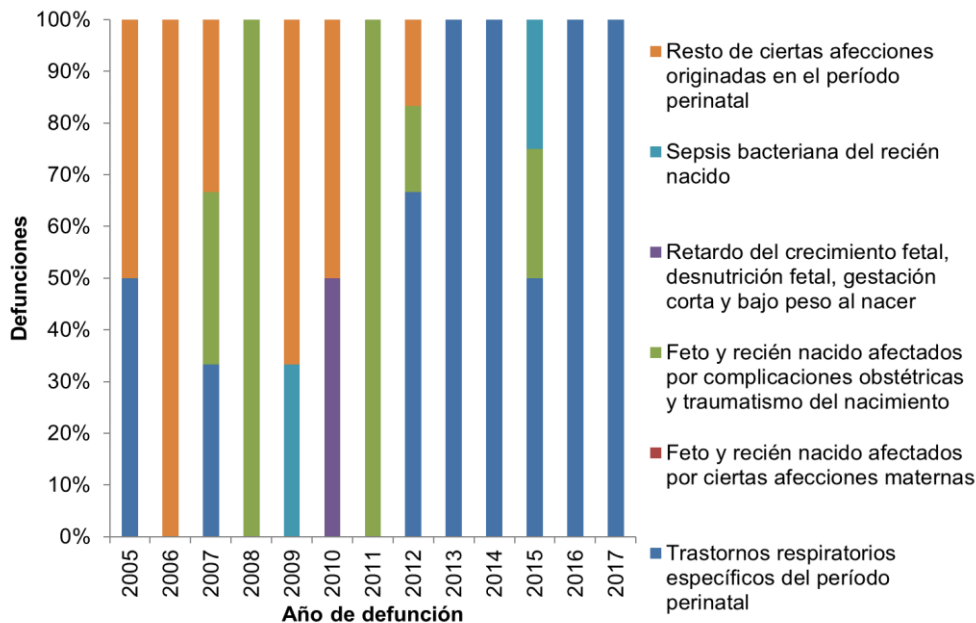 100%
90%
80%
70%
60%
50%
40%
30%
20%
10%
0%
Defunciones
2005
2006
2007
2008
2009
2010
2011
2012
2013
2014
2015
2016
2017
Año de defunción
Resto de ciertas afecciones
originadas en el período
perinatal
Sepsis bacteriana del recién
nacido
Retardo del crecimiento fetal,
desnutrición fetal, gestación
corta y bajo peso al nacer
Feto y recién nacido afectados
por complicaciones obstétricas
y traumatismo del nacimiento
Feto y recién nacido afectados
por ciertas afecciones maternas
Trastornos respiratorios
específicos del período
perinatal